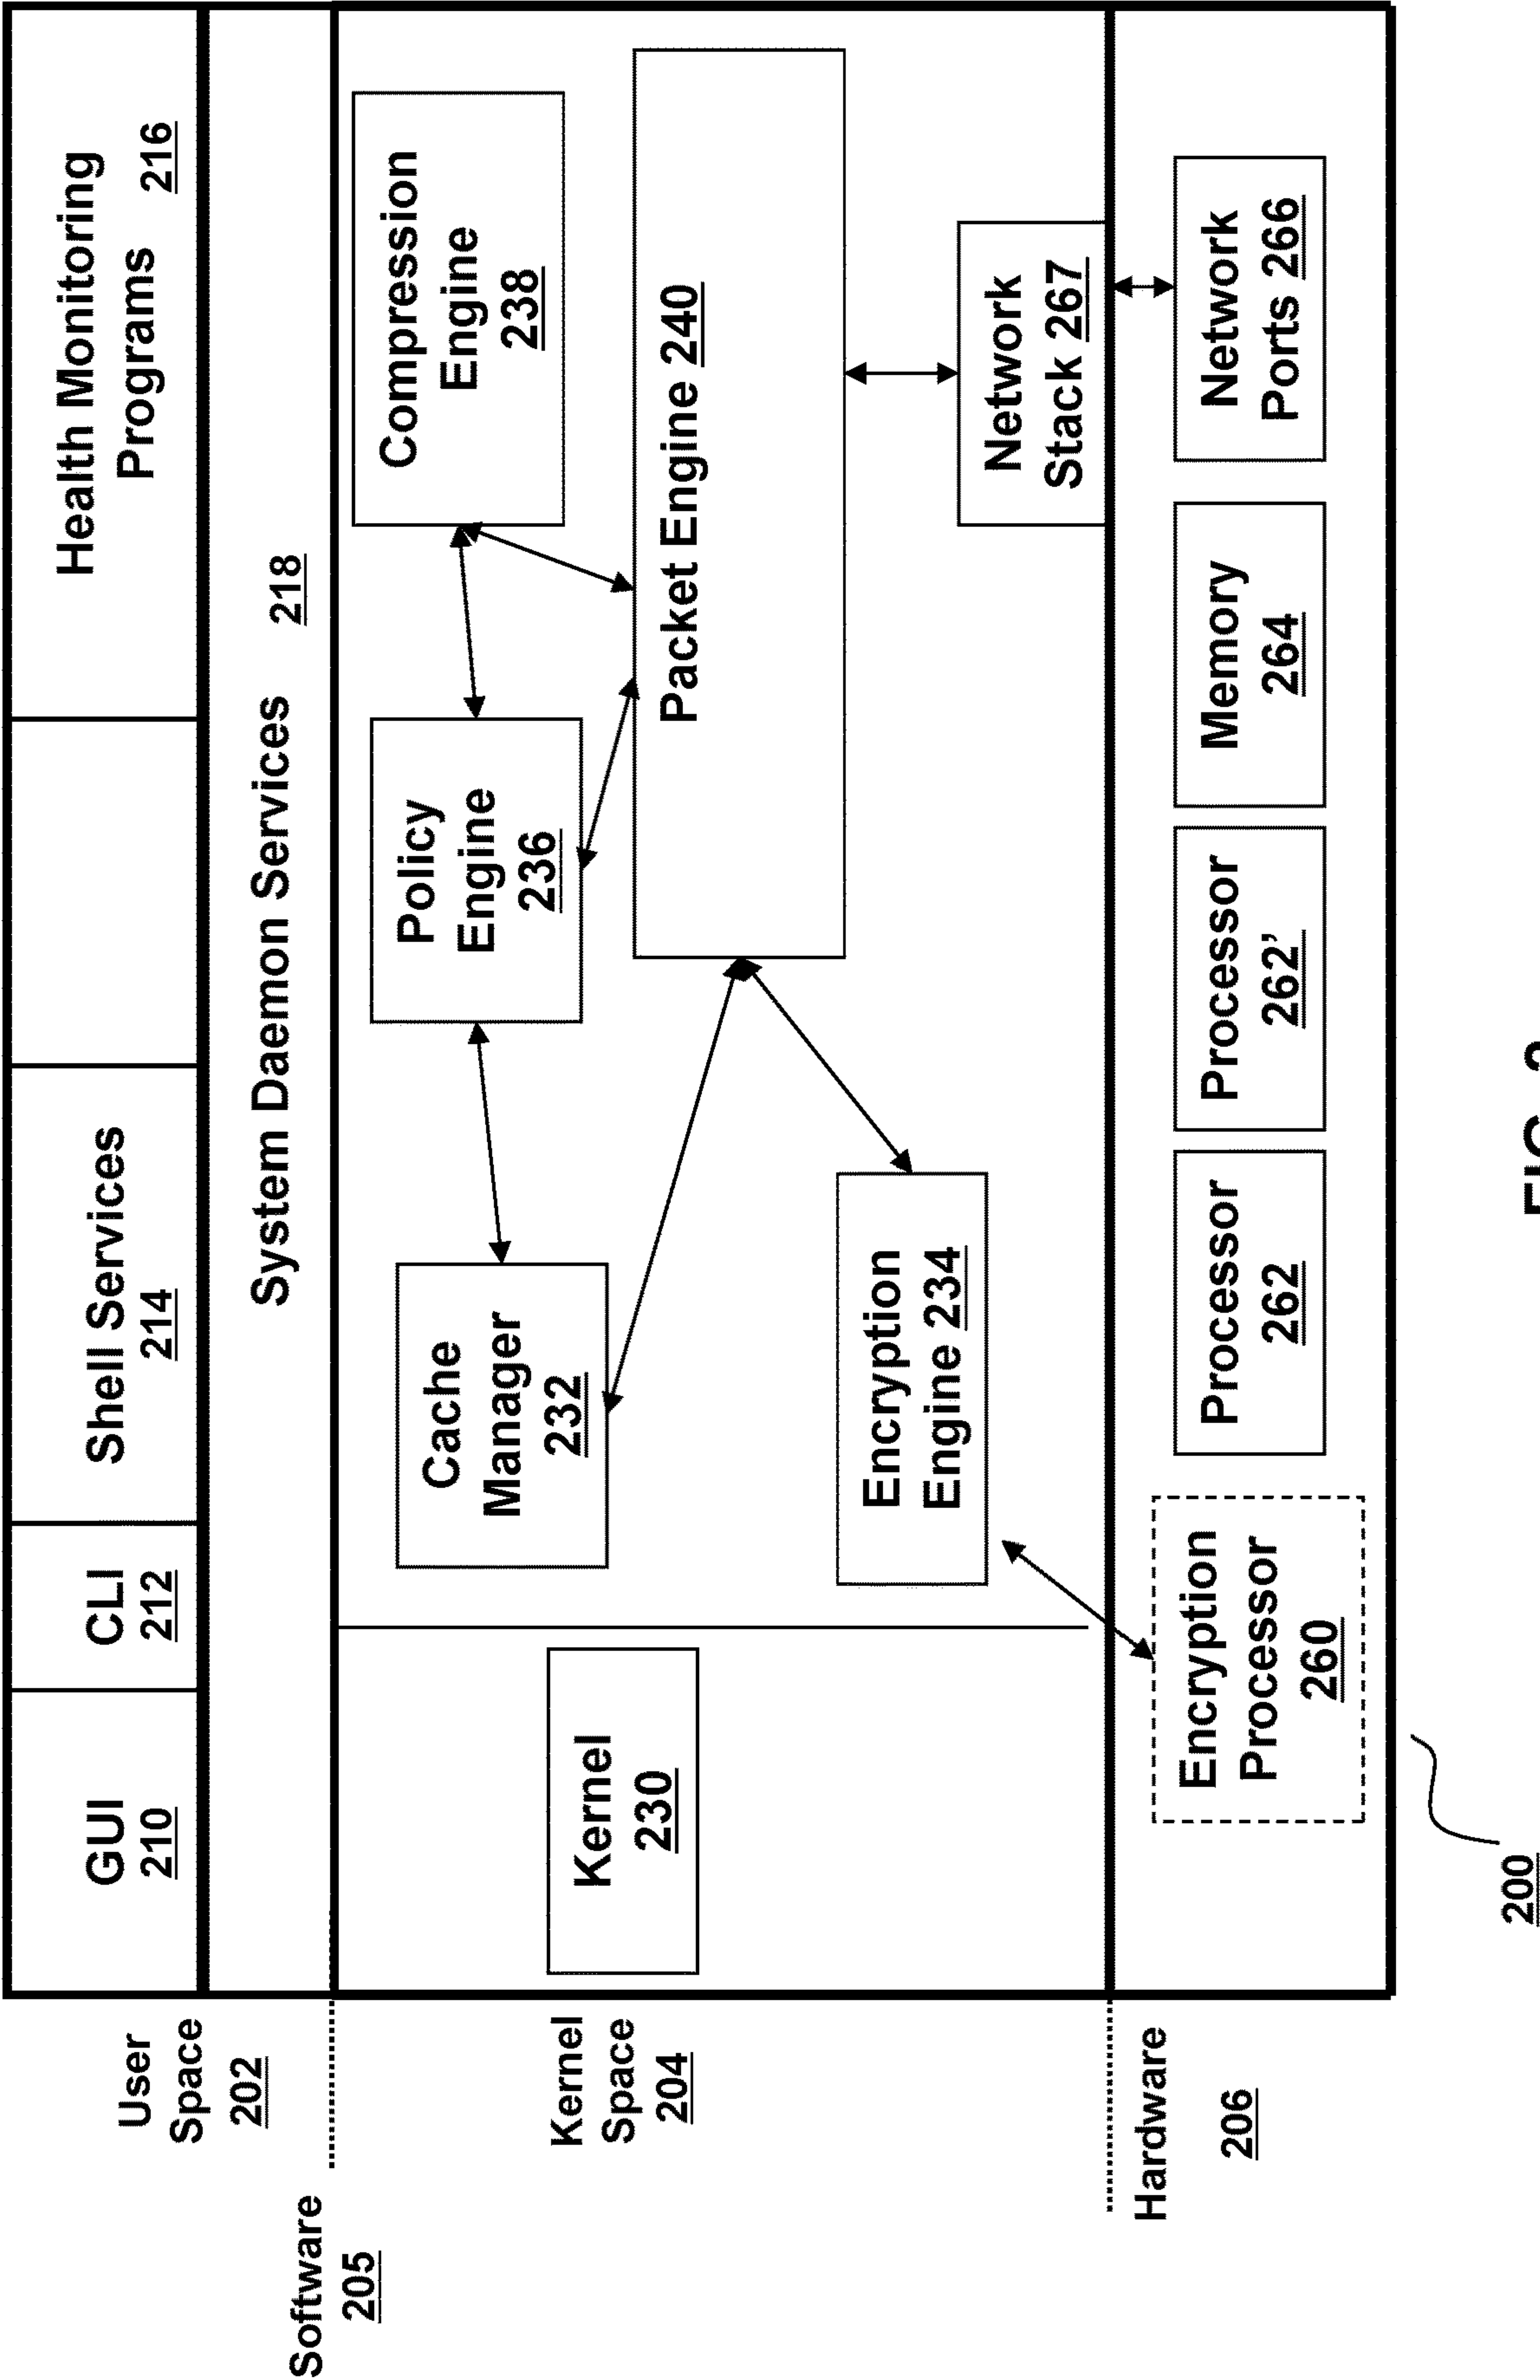 GUI
210
CLI
212
Shell Services
214
Health Monitoring
Programs 216
System Daemon Services 218
User
Space
202
Software
205
Kernel
Space
204
Kernel
230
Cache
Manager
232
Policy
Engine
236
Compression
Engine
238
Packet Engine 240
Encryption
Engine 234
Network
Stack 267
Hardware
206
Encryption
Processor
260
Processor
262
Processor
262’
Memory
264
Network
Ports 266
200
FIG.